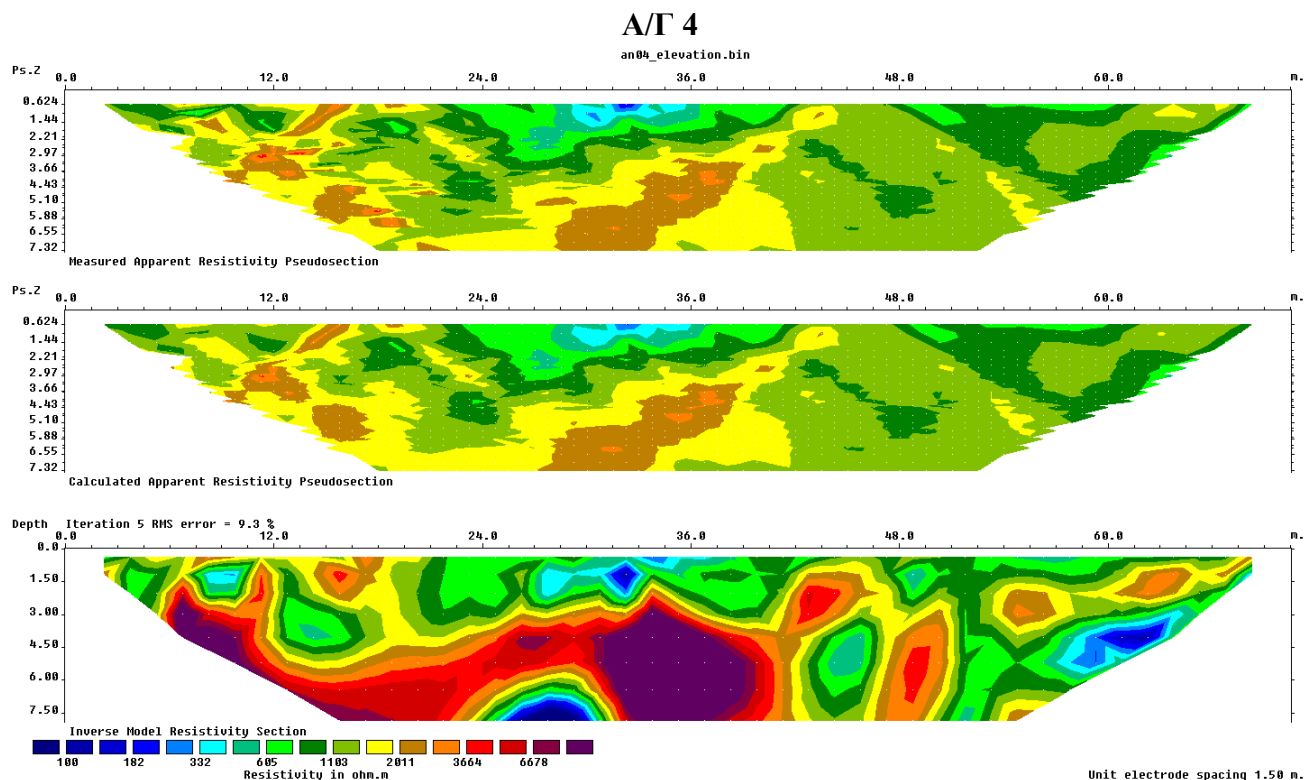 Α/Γ 4
an04_elevation.bin
Ps.Z 0.0 12.0 24.0 36.0 48.0 60.0 m.
0.624
1.44
2.21
2.97
3.66
4.43
5.10
5.88
6.55
7.32
Measured Apparent Resistivity Pseudosection
Ps.Z 0.0 12.0 24.0 36.0 48.0 60.0 m.
0.624
1.44
2.21
2.97
3.66
4.43
5.10
5.88
6.55
7.32
Calculated Apparent Resistivity Pseudosection
Depth Iteration 5 RMS error = 9.3 %
0.0 12.0 24.0 36.0 48.0 60.0 m.
0.0
1.50
3.00
4.50
6.00
7.50
Inverse Model Resistivity Section
100 182 332 605 1103 2011 3664 6678
Resistivity in ohm.m
Unit electrode spacing 1.50 m.